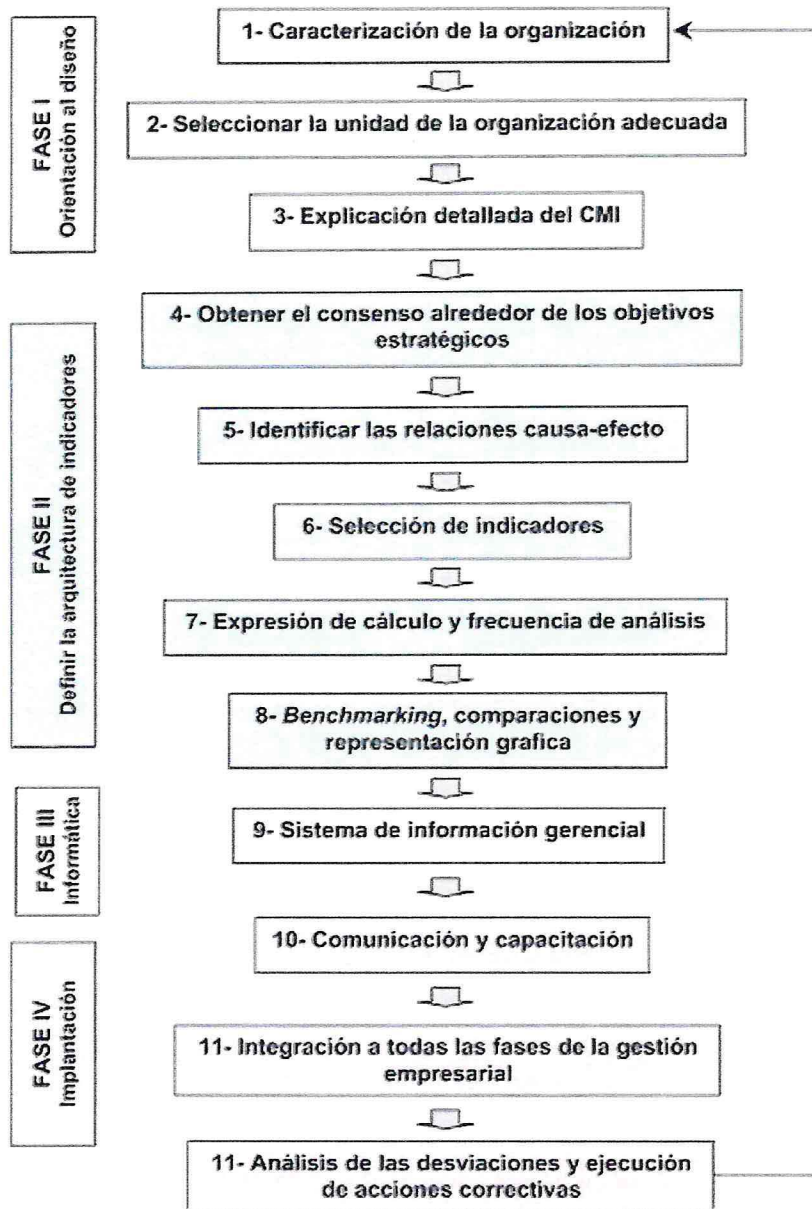 FASE I
Orientación al diseño
1- Caracterización de la organización
2- Seleccionar la unidad de la organización adecuada
3- Explicación detallada del CMI
FASE II
Definir la arquitectura de indicadores
4- Obtener el consenso alrededor de los objetivos
estratégicos
5- Identificar las relaciones causa-efecto
6- Selección de indicadores
7- Expresión de cálculo y frecuencia de análisis
8- Benchmarking, comparaciones y
representación grafica
FASE III
Informática
9- Sistema de información gerencial
FASE IV
Implantación
10- Comunicación y capacitación
11- Integración a todas las fases de la gestión
empresarial
11- Análisis de las desviaciones y ejecución
de acciones correctivas